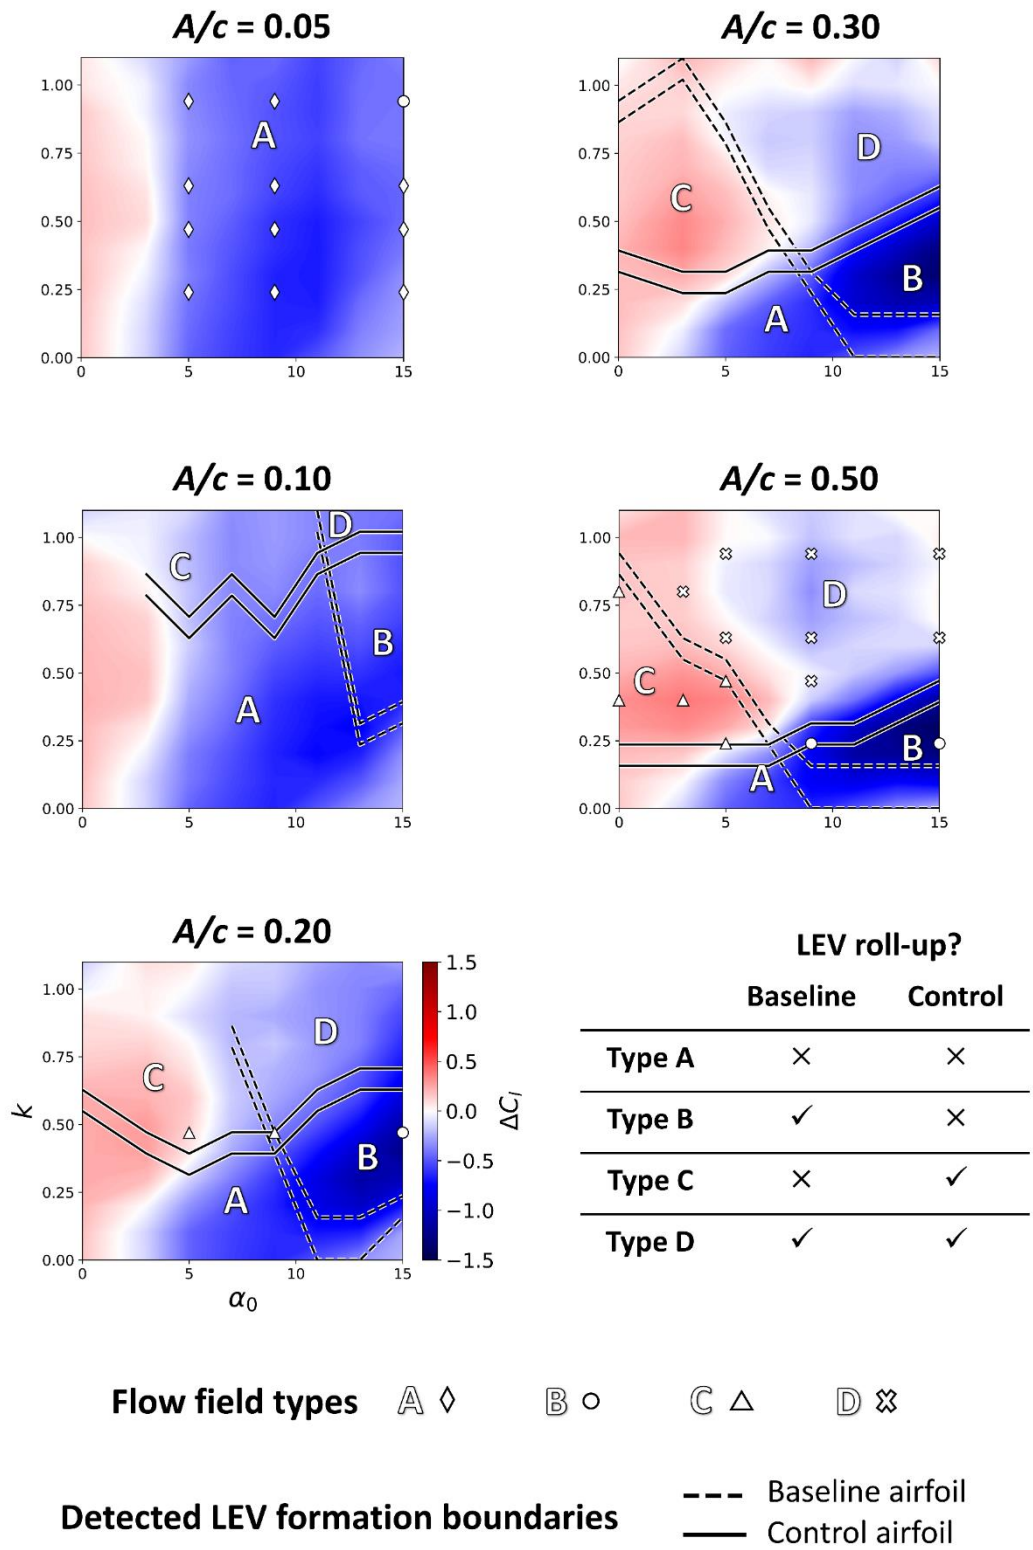 A/c = 0.05
1.00
0.75
0.50
0.25
0.00
0 5 10 15
A
A/c = 0.30
1.00
0.75
0.50
0.25
0.00
0 5 10 15
C
D
A
B
A/c = 0.10
1.00
0.75
0.50
0.25
0.00
0 5 10 15
C
D
A
B
A/c = 0.50
1.00
0.75
0.50
0.25
0.00
0 5 10 15
C
D
A
B
A/c = 0.20
k
1.00
0.75
0.50
0.25
0.00
0 5 10 15
α₀
C
D
A
B
1.5
1.0
0.5
0.0
−0.5
−1.0
−1.5
ΔCₗ
LEV roll-up?
Baseline Control
Type A × ×
Type B ✓ ×
Type C × ✓
Type D ✓ ✓
Flow field types A B C D
Detected LEV formation boundaries
Baseline airfoil
Control airfoil